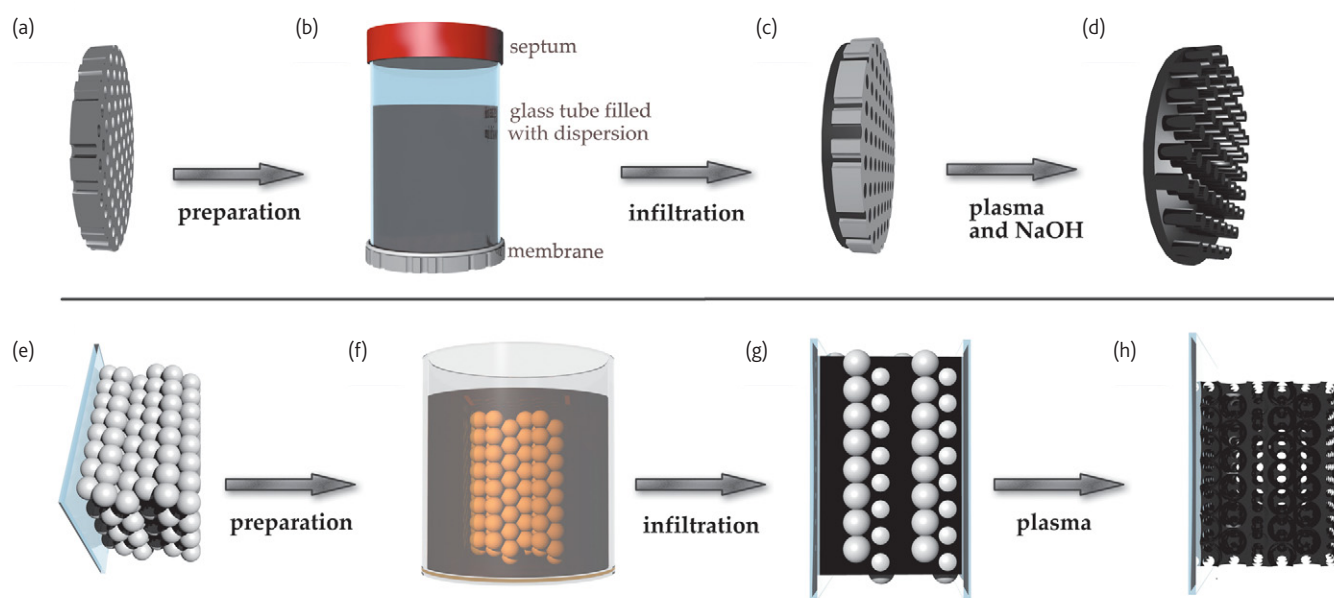 (a)
(b)
(c)
(d)
septum
glass tube filled
with dispersion
preparation
infiltration
plasma
and NaOH
membrane
(e)
(f)
(g)
(h)
preparation
infiltration
plasma